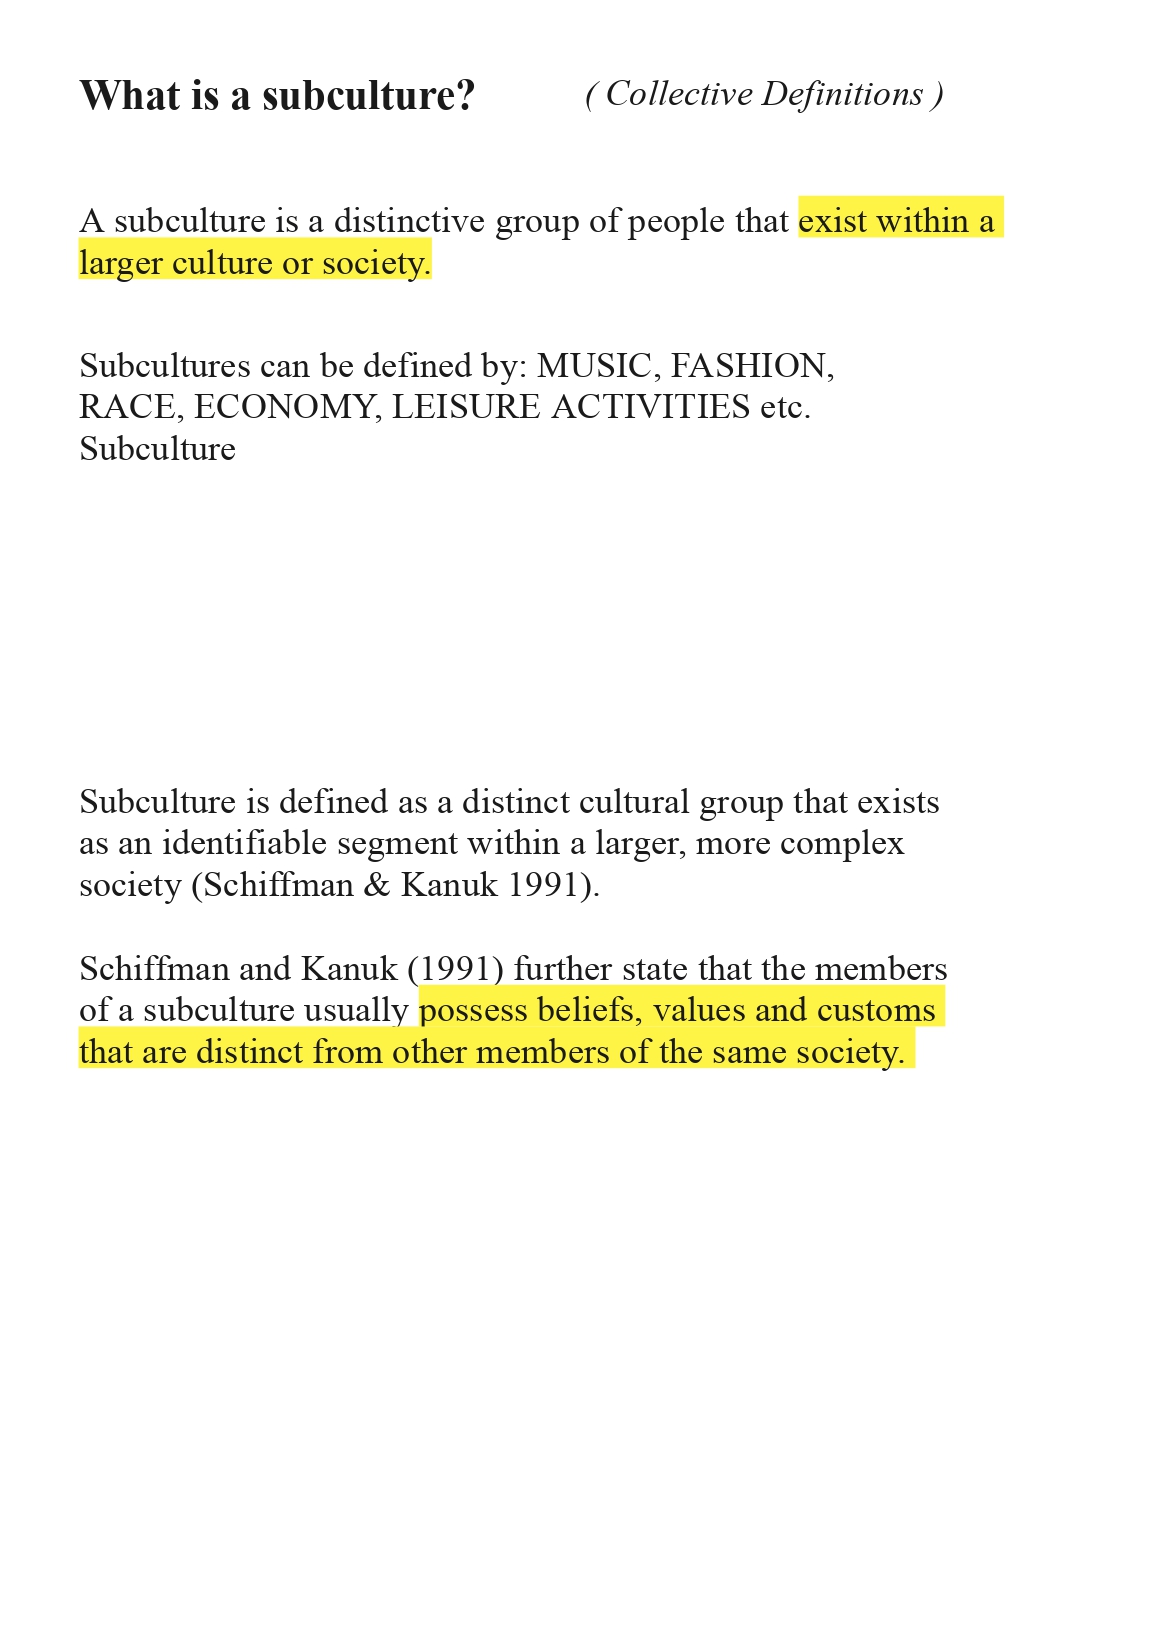 What is a subculture? ( Collective Definitions )
A subculture is a distinctive group of people that exist within a
larger culture or society.
Subcultures can be defined by: MUSIC, FASHION,
RACE, ECONOMY, LEISURE ACTIVITIES etc.
Subculture
Subculture is defined as a distinct cultural group that exists
as an identifiable segment within a larger, more complex
society (Schiffman & Kanuk 1991).
Schiffman and Kanuk (1991) further state that the members
of a subculture usually possess beliefs, values and customs
that are distinct from other members of the same society.